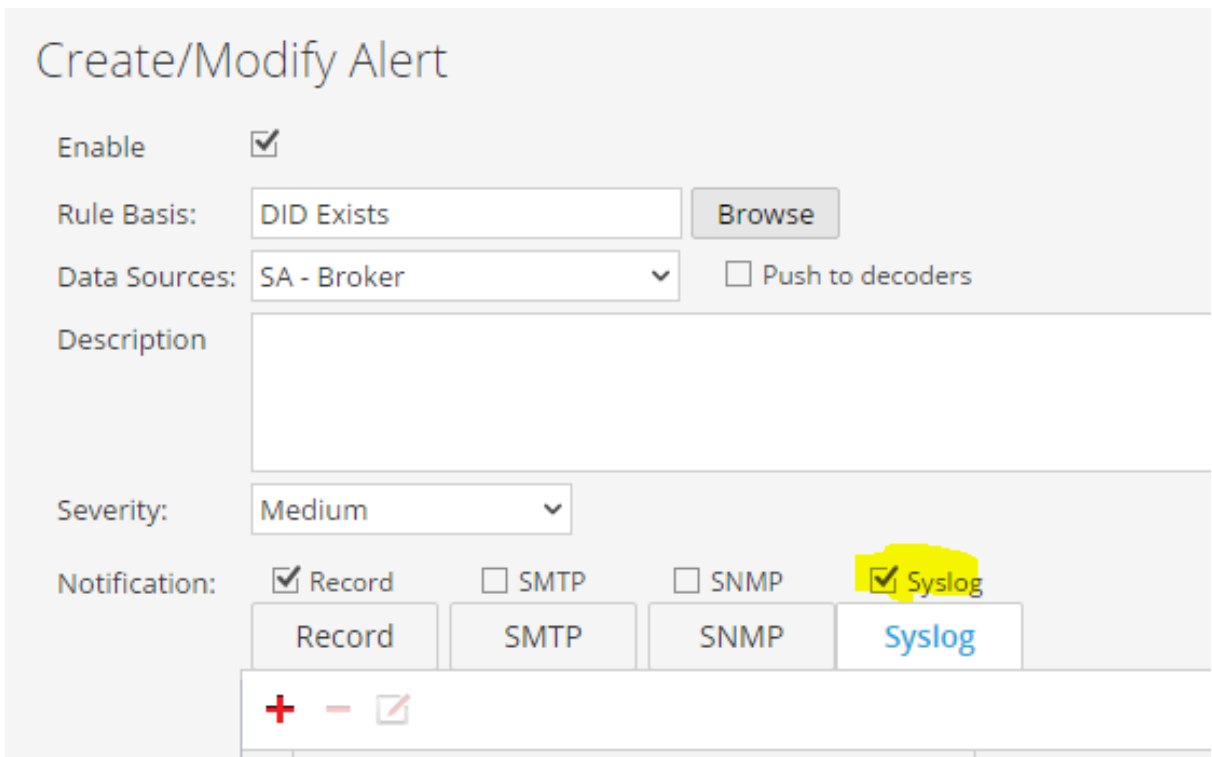 Create/Modify Alert
Enable
Rule Basis: DID Exists Browse
Data Sources: SA - Broker Push to decoders
Description
Severity: Medium
Notification: Record SMTP SNMP Syslog
Record SMTP SNMP Syslog